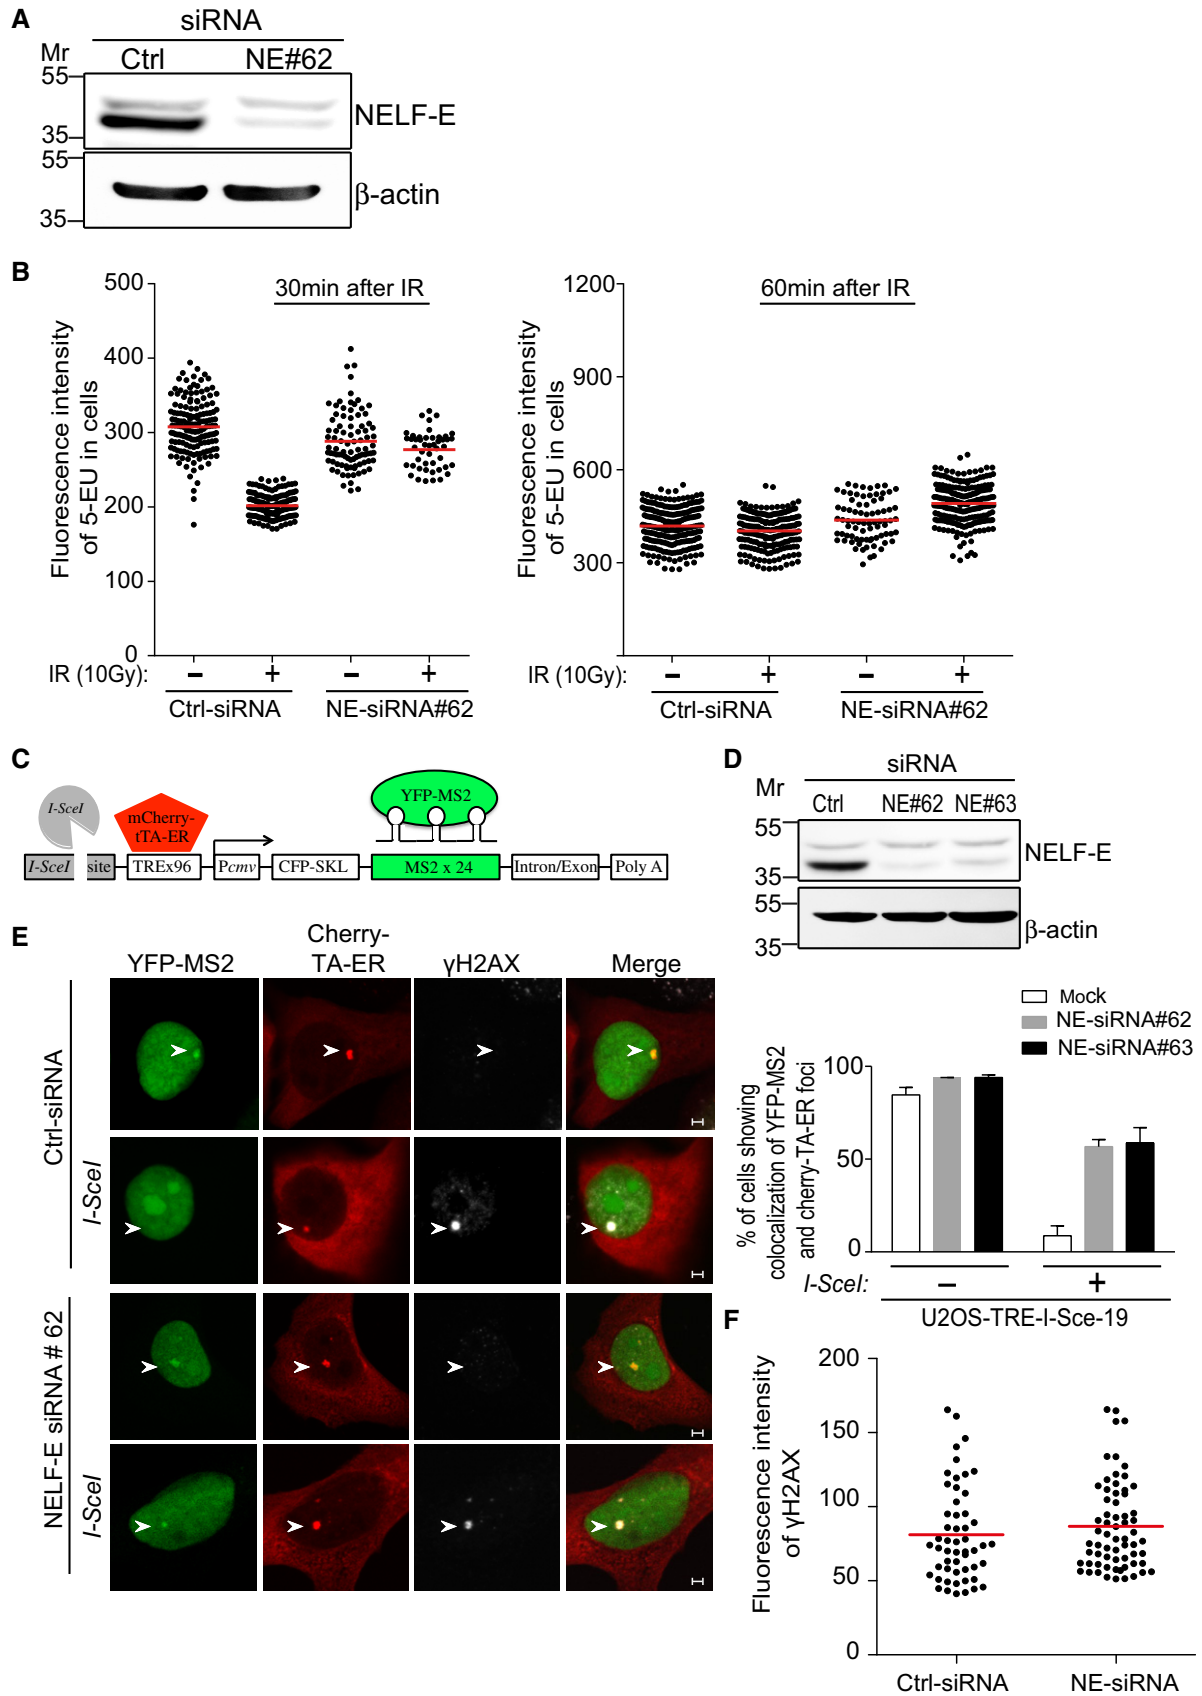 A
siRNA
Mr
Ctrl
NE#62
55
35
NELF-E
55
35
β-actin
B
500
400
300
200
100
0
Fluorescence intensity
of 5-EU in cells
30min after IR
IR (10Gy):
−
+
−
+
Ctrl-siRNA
NE-siRNA#62
1200
900
600
300
Fluorescence intensity
of 5-EU in cells
60min after IR
IR (10Gy):
−
+
−
+
Ctrl-siRNA
NE-siRNA#62
C
I-SceI
mCherry-
tTA-ER
YFP-MS2
I-SceI
site
TREx96
Pcmv
CFP-SKL
MS2 x 24
Intron/Exon
Poly A
D
siRNA
Mr
Ctrl
NE#62
NE#63
55
35
NELF-E
55
35
β-actin
Mock
NE-siRNA#62
NE-siRNA#63
% of cells showing
colocalization of YFP-MS2
and cherry-TA-ER foci
100
50
0
I-SceI:
−
+
U2OS-TRE-I-Sce-19
E
YFP-MS2
Cherry-
TA-ER
γH2AX
Merge
Ctrl-siRNA
I-SceI
NELF-E siRNA # 62
I-SceI
F
200
150
100
50
0
Fluorescence intensity
of γH2AX
Ctrl-siRNA
NE-siRNA